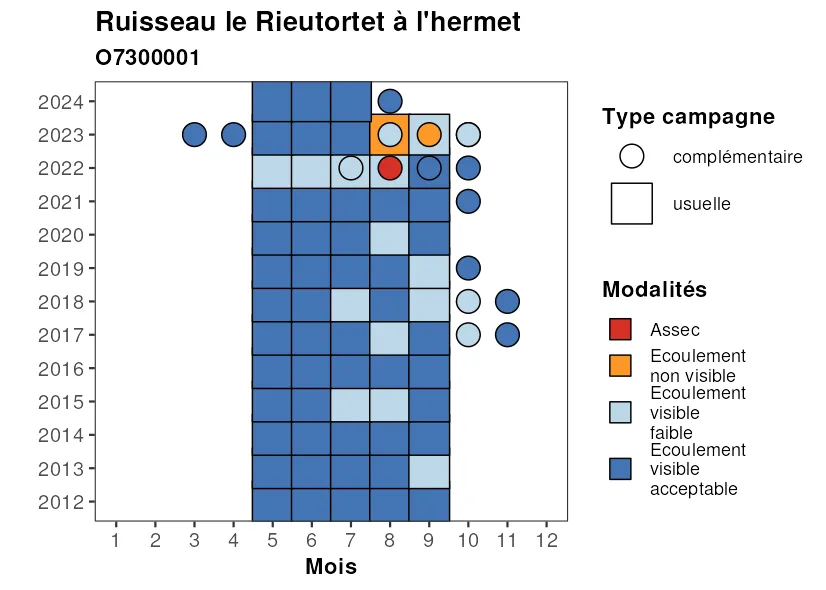 Ruisseau le Rieutortet à l'hermet
O7300001
2024
2023
2022
2021
2020
2019
2018
2017
2016
2015
2014
2013
2012
1 2 3 4 5 6 7 8 9 10 11 12
Mois
Type campagne
complémentaire
usuelle
Modalités
Assec
Ecoulement
non visible
Ecoulement
visible
faible
Ecoulement
visible
acceptable